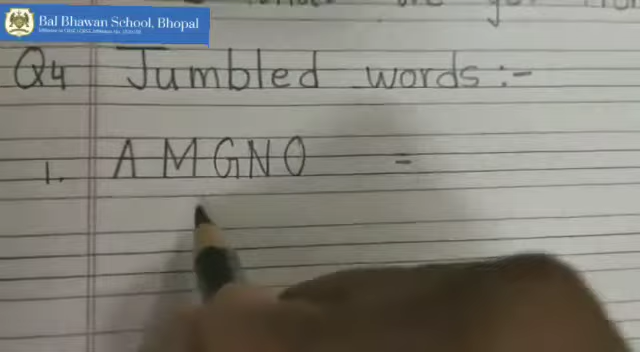 Bal Bhawan School, Bhopal
Q4 Jumbled words :-
1. A M G N O =